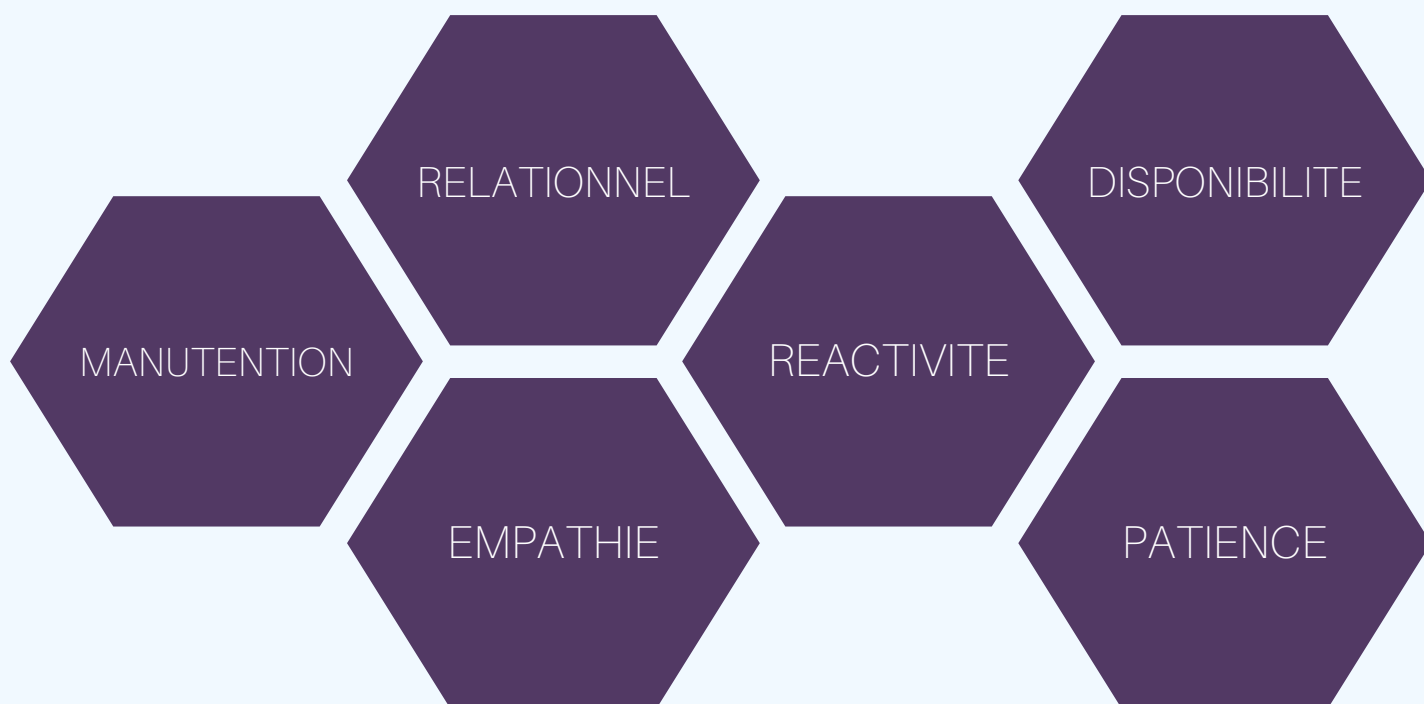 RELATIONNEL
DISPONIBILITE
MANUTENTION
REACTIVITE
EMPATHIE
PATIENCE